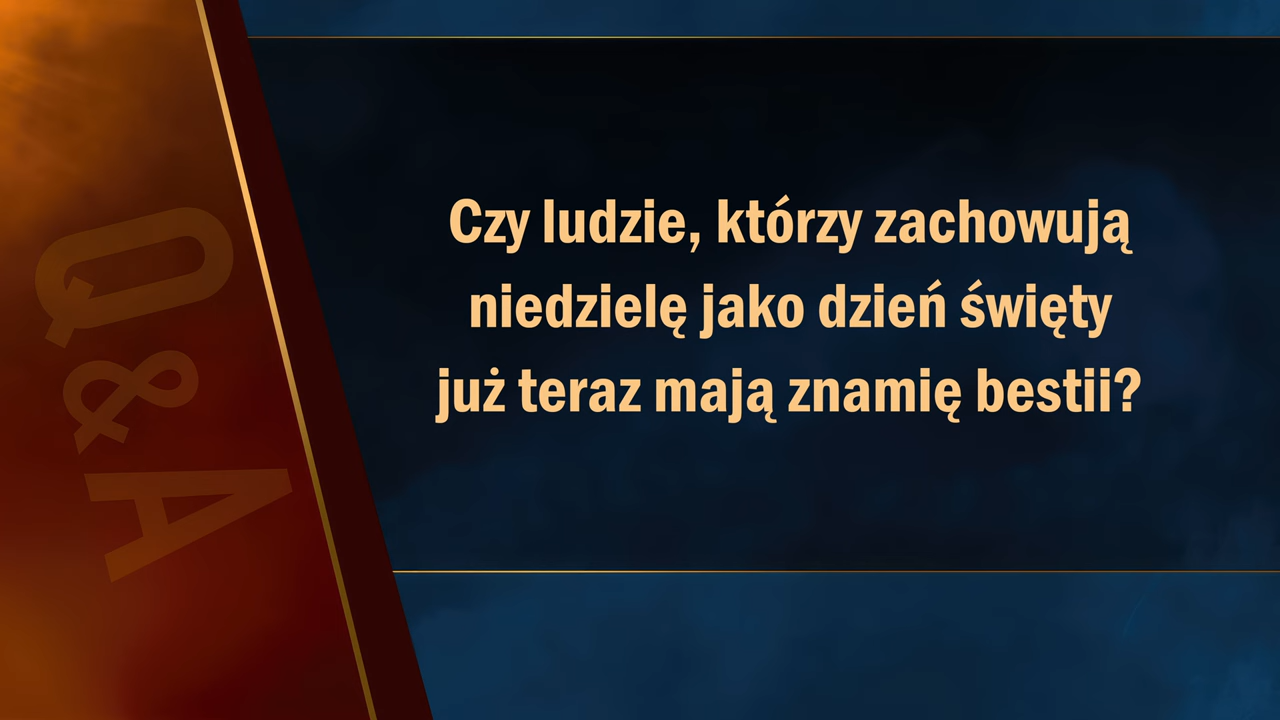 Q & A
Czy ludzie, którzy zachowują
niedzielę jako dzień święty
już teraz mają znamię bestii?